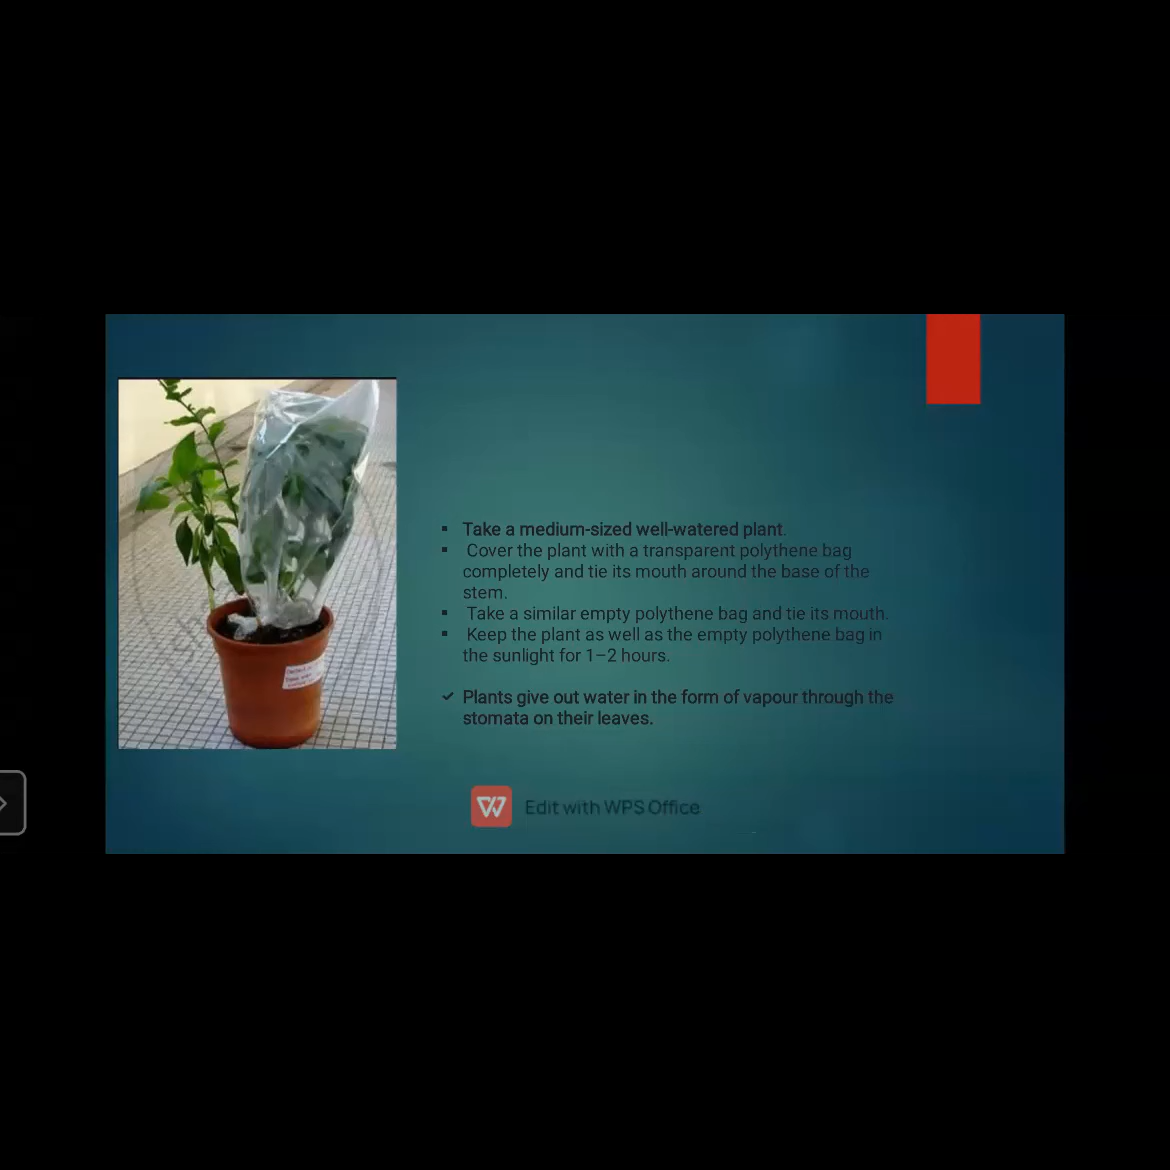 ▪ Take a medium-sized well-watered plant.
▪ Cover the plant with a transparent polythene bag
completely and tie its mouth around the base of the
stem.
▪ Take a similar empty polythene bag and tie its mouth.
▪ Keep the plant as well as the empty polythene bag in
the sunlight for 1–2 hours.
✔ Plants give out water in the form of vapour through the
stomata on their leaves.
Edit with WPS Office